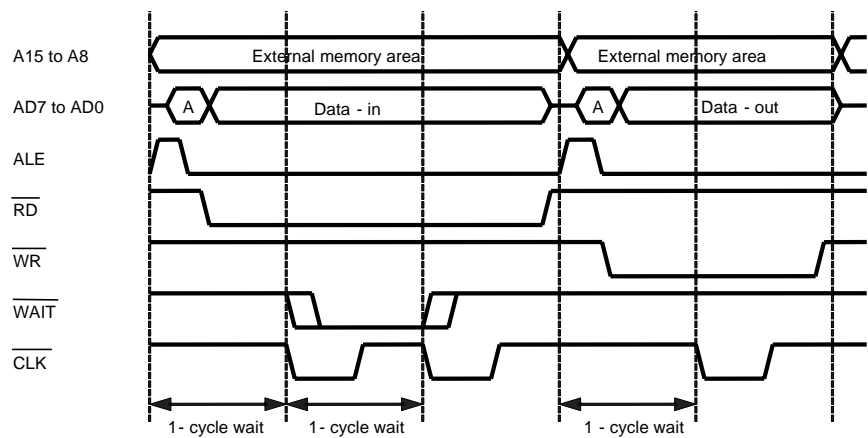 A15 to A8 External memory area External memory area
AD7 to AD0 A Data - in A Data - out
ALE
RD
WR
WAIT
CLK
1- cycle wait 1- cycle wait 1 - cycle wait